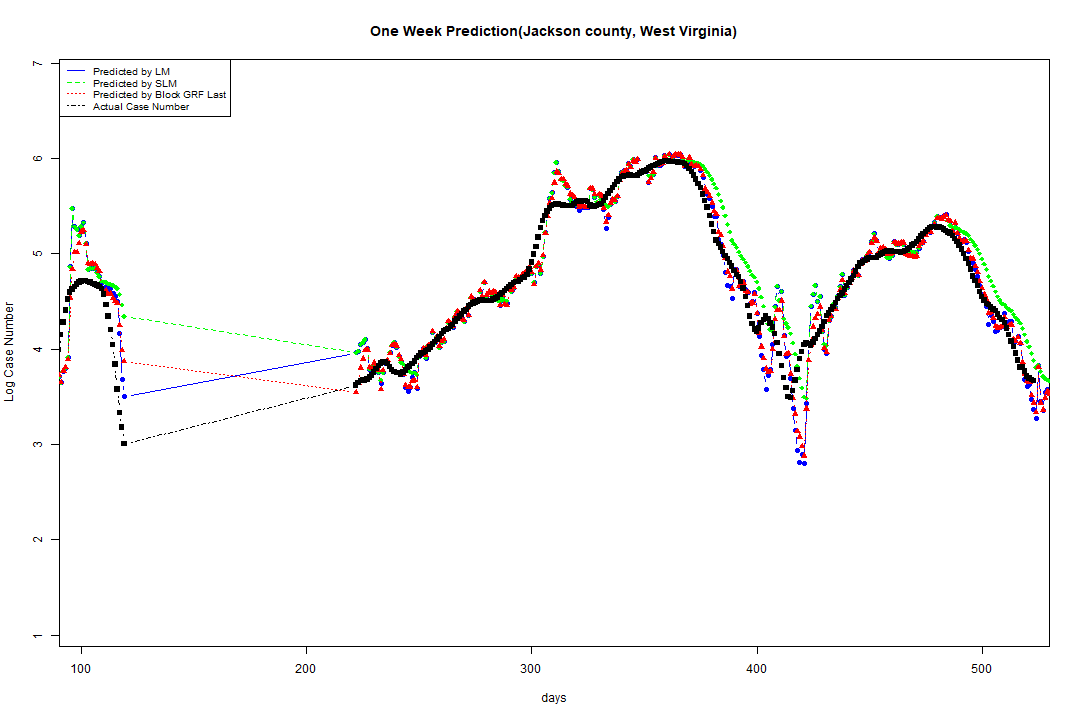 One Week Prediction(Jackson county, West Virginia)
7
6
5
4
3
2
1
Log Case Number
Predicted by LM
Predicted by SLM
Predicted by Block GRF Last
Actual Case Number
100
200
300
400
500
days